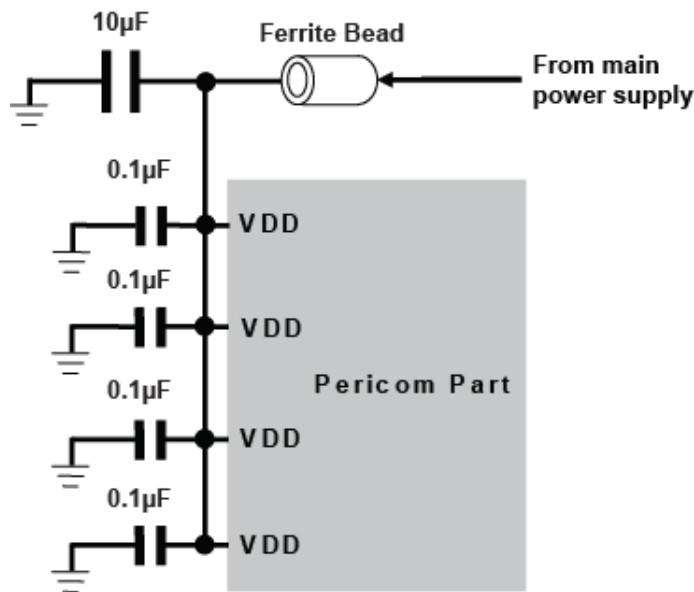 10µF
Ferrite Bead
From main
power supply
0.1µF
VDD
0.1µF
VDD
Pericom Part
0.1µF
VDD
0.1µF
VDD